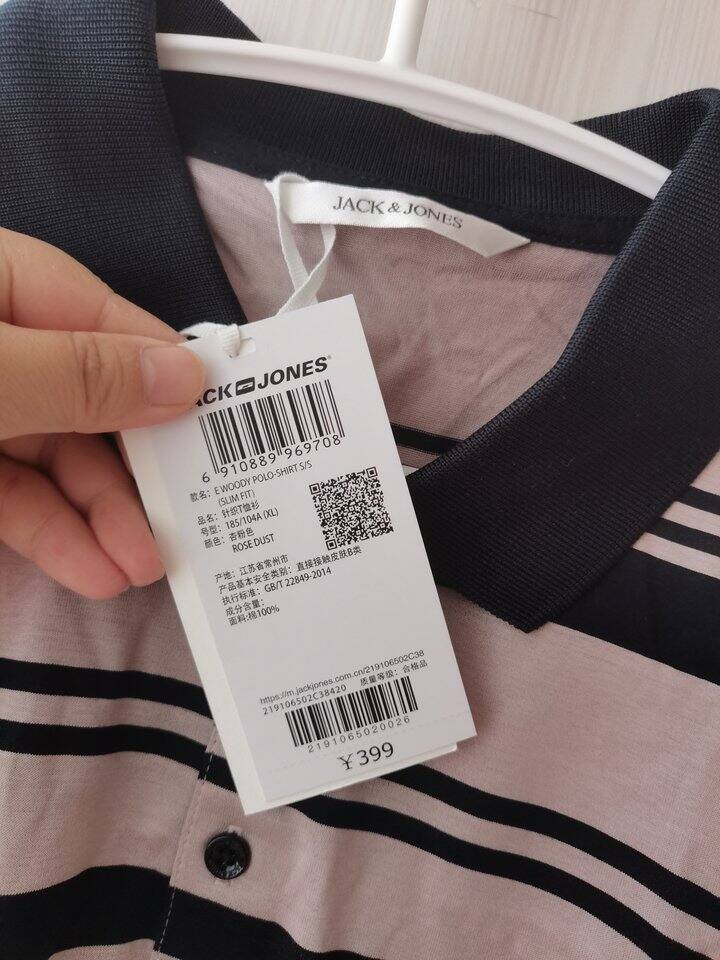 JACK & JONES
ACK JONES®
6 910889 969708
款名: E WOODY POLO-SHIRT S/S
(SLIM FIT)
品名: 针织T恤衫
号型: 185/104A (XL)
颜色: 杏粉色
ROSE DUST
产地: 江苏省常州市
产品基本安全类别: 直接接触皮肤B类
执行标准: GB/T 22849-2014
成分含量:
面料:棉100%
https://m.jackjones.com.cn/219106502C38
219106502C38420 质量等级: 合格品
2191065020026
¥ 399